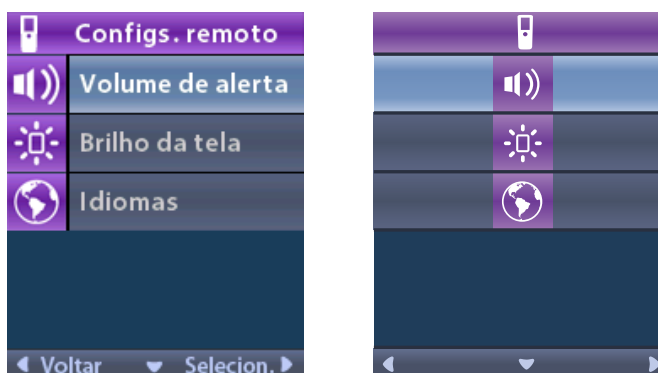 Configs. remoto
Volume de alerta
Brilho da tela
Idiomas
Voltar Selecion.